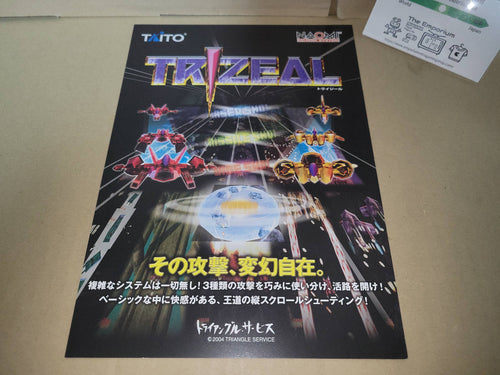 TAITO
NAOMI
TRIZEAL
トライジール
その攻撃、変幻自在。
複雑なシステムは一切無し!3種類の攻撃を巧みに使い分け、活路を開け!
ベーシックな中に快感がある、王道の縦スクロールシューティング!
トライアングル・サービス
©2004 TRIANGLE SERVICE
Shield
Japan
The Emporium